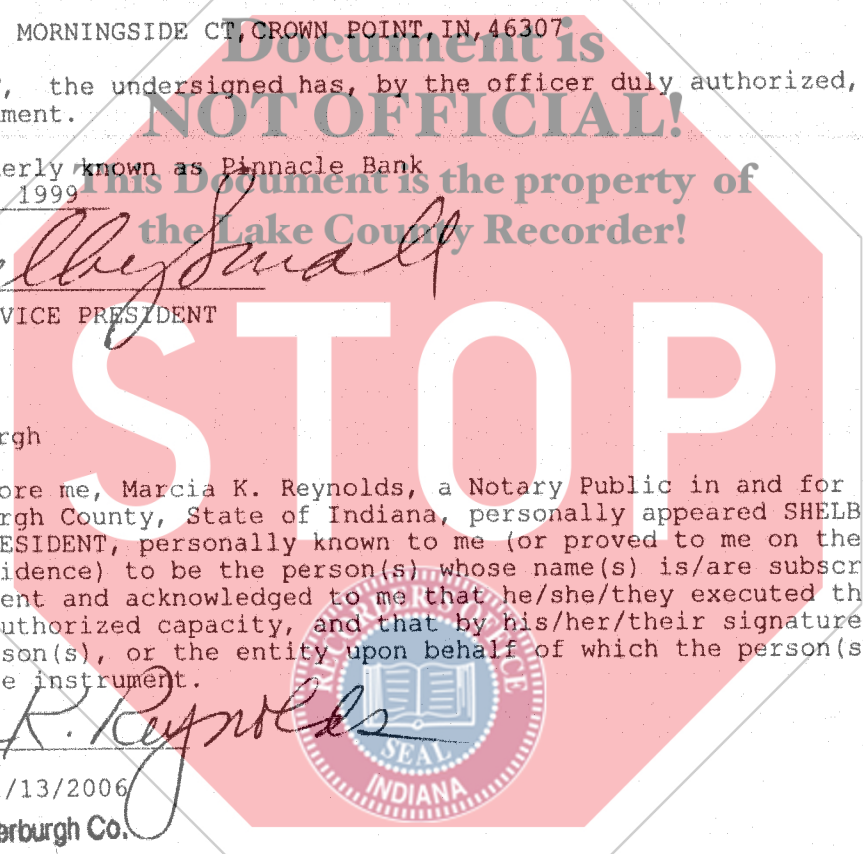 MORNINGSIDE CT,CROWN POINT,IN,46307
Document is
, the undersigned has, by the officer duly authorized,
ment.
NOT OFFICIAL!
erly known as Pinnacle Bank
This Document is the property of
1999
the Lake County Recorder!
elby Small
VICE PRESIDENT
STOP
rgh
ore me, Marcia K. Reynolds, a Notary Public in and for
rgh County, State of Indiana, personally appeared SHELB
ESIDENT, personally known to me (or proved to me on the
idence) to be the person(s) whose name(s) is/are subscr
ent and acknowledged to me that he/she/they executed th
uthorized capacity, and that by his/her/their signature
son(s), or the entity upon behalf of which the person(s
e instrument.
RECORDER'S OFFICE
K. Reynolds
SEAL
INDIANA
/13/2006
erburgh Co.